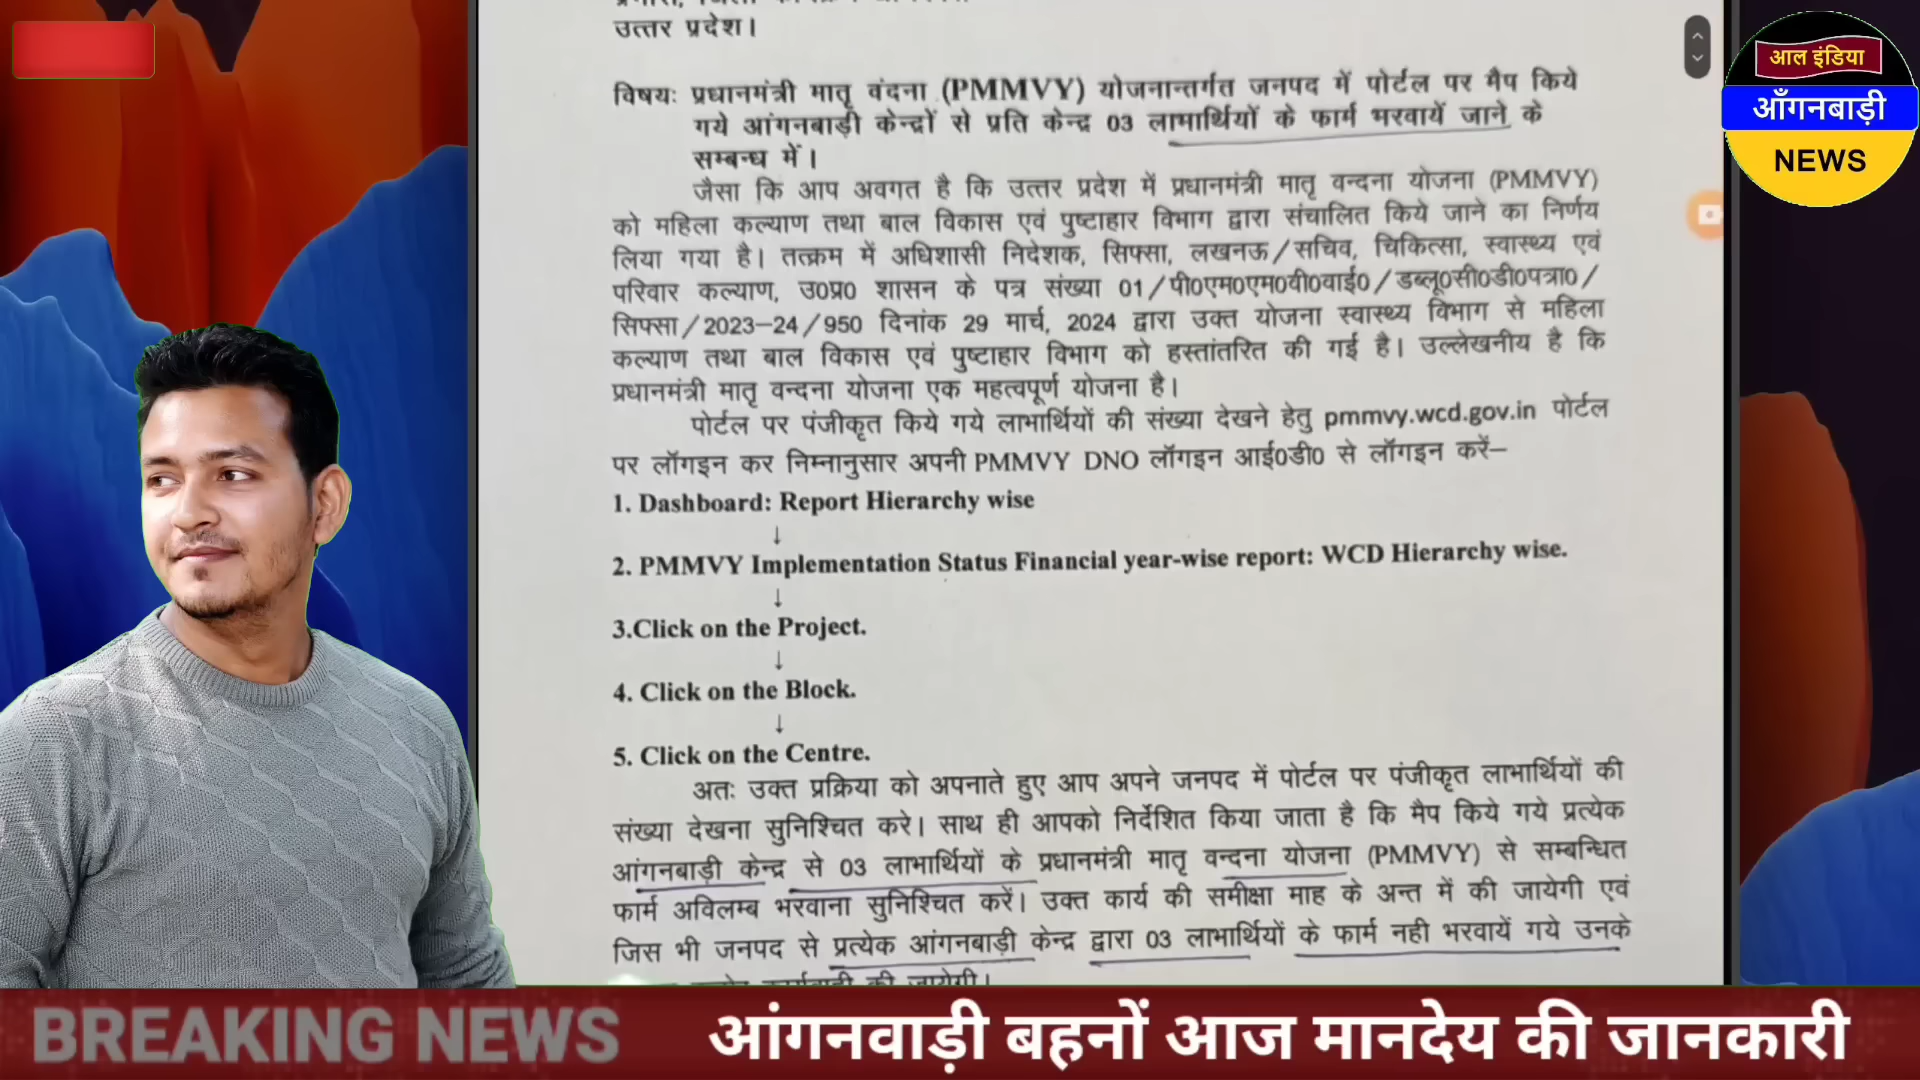 उत्तर प्रदेश।
आल इंडिया
आँगनबाड़ी
NEWS
विषयः प्रधानमंत्री मातृ वंदना (PMMVY) योजनान्तर्गत जनपद में पोर्टल पर मैप किये
गये आंगनबाड़ी केन्द्रों से प्रति केन्द्र 03 लाभार्थियों के फार्म भरवायें जाने के
सम्बन्ध में।
जैसा कि आप अवगत है कि उत्तर प्रदेश में प्रधानमंत्री मातृ वन्दना योजना (PMMVY)
को महिला कल्याण तथा बाल विकास एवं पुष्टाहार विभाग द्वारा संचालित किये जाने का निर्णय
लिया गया है। तत्क्रम में अधिशासी निदेशक, सिफ्सा, लखनऊ/सचिव, चिकित्सा, स्वास्थ्य एवं
परिवार कल्याण, उ0प्र0 शासन के पत्र संख्या 01/पी0एम0एम0वी0वाई0/डब्लू0सी0डी0पत्रा0/
सिफ्सा/2023–24/950 दिनांक 29 मार्च, 2024 द्वारा उक्त योजना स्वास्थ्य विभाग से महिला
कल्याण तथा बाल विकास एवं पुष्टाहार विभाग को हस्तांतरित की गई है। उल्लेखनीय है कि
प्रधानमंत्री मातृ वन्दना योजना एक महत्वपूर्ण योजना है।
पोर्टल पर पंजीकृत किये गये लाभार्थियों की संख्या देखने हेतु pmmvy.wcd.gov.in पोर्टल
पर लॉगइन कर निम्नानुसार अपनी PMMVY DNO लॉगइन आई0डी0 से लॉगइन करें–
1. Dashboard: Report Hierarchy wise
↓
2. PMMVY Implementation Status Financial year-wise report: WCD Hierarchy wise.
↓
3.Click on the Project.
↓
4. Click on the Block.
↓
5. Click on the Centre.
अतः उक्त प्रक्रिया को अपनाते हुए आप अपने जनपद में पोर्टल पर पंजीकृत लाभार्थियों की
संख्या देखना सुनिश्चित करे। साथ ही आपको निर्देशित किया जाता है कि मैप किये गये प्रत्येक
आंगनबाड़ी केन्द्र से 03 लाभार्थियों के प्रधानमंत्री मातृ वन्दना योजना (PMMVY) से सम्बन्धित
फार्म अविलम्ब भरवाना सुनिश्चित करें। उक्त कार्य की समीक्षा माह के अन्त में की जायेगी एवं
जिस भी जनपद से प्रत्येक आंगनबाड़ी केन्द्र द्वारा 03 लाभार्थियों के फार्म नही भरवायें गये उनके
की जायेगी।
BREAKING NEWS
आंगनवाड़ी बहनों आज मानदेय की जानकारी